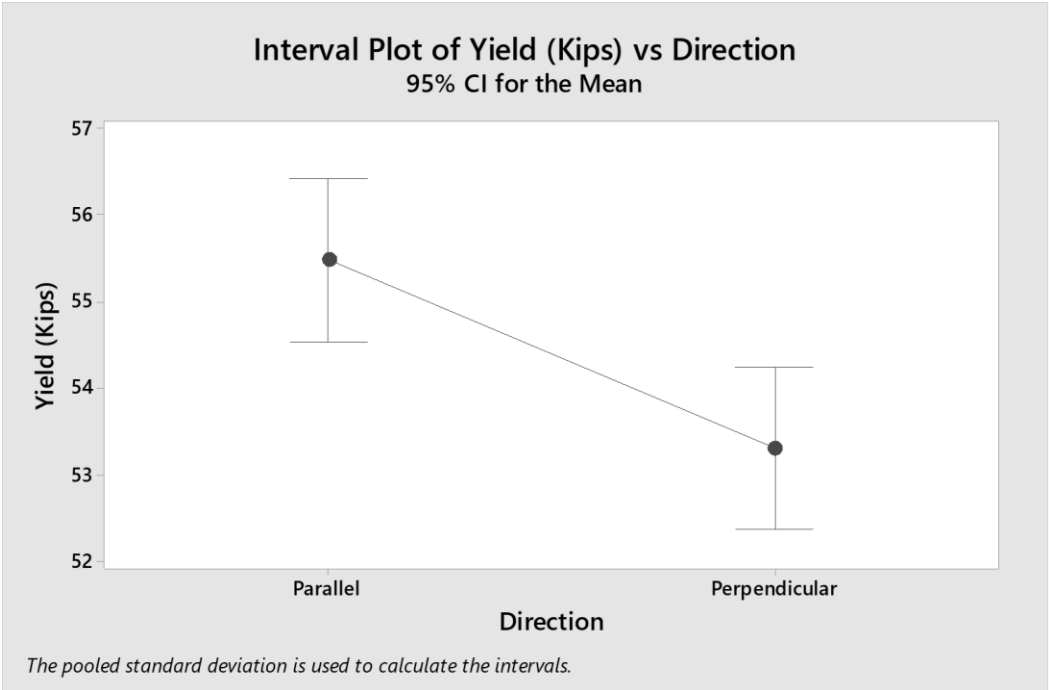 Interval Plot of Yield (Kips) vs Direction
95% CI for the Mean
57
56
55
54
53
52
Yield (Kips)
Parallel
Perpendicular
Direction
The pooled standard deviation is used to calculate the intervals.